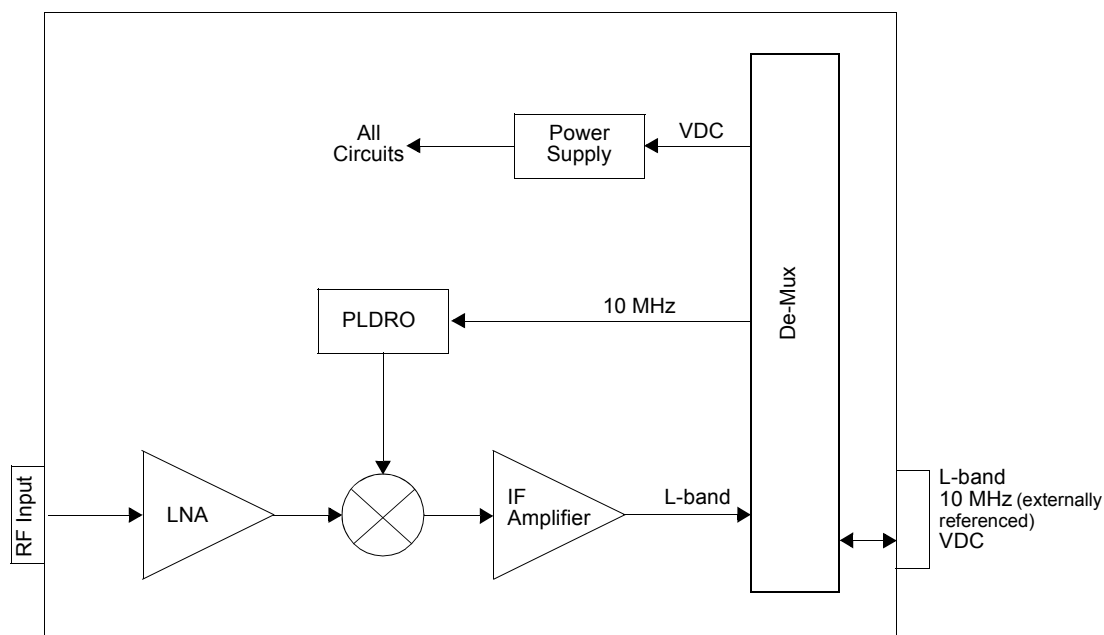 All
Circuits
Power
Supply
VDC
PLDRO
10 MHz
De-Mux
RF Input
LNA
IF
Amplifier
L-band
L-band
10 MHz (externally
referenced)
VDC